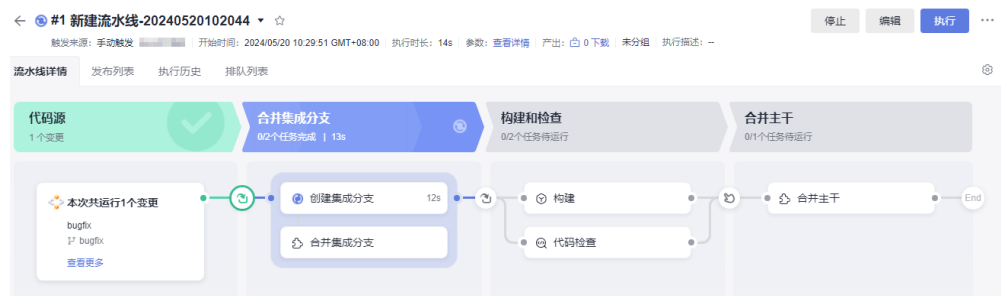 #1 新建流水线-20240520102044
停止 编辑 执行
触发来源: 手动触发 开始时间: 2024/05/20 10:29:51 GMT+08:00 执行时长: 14s 参数: 查看详情 产出: 0 下载 未分组 执行描述: --
流水线详情 发布列表 执行历史 排队列表
代码源
1 个变更
合并集成分支
0/2个任务完成 | 13s
构建和检查
0/2个任务待运行
合并主干
0/1个任务待运行
本次共运行1个变更
bugfix
bugfix
查看更多
创建集成分支 12s
合并集成分支
构建
代码检查
合并主干
End